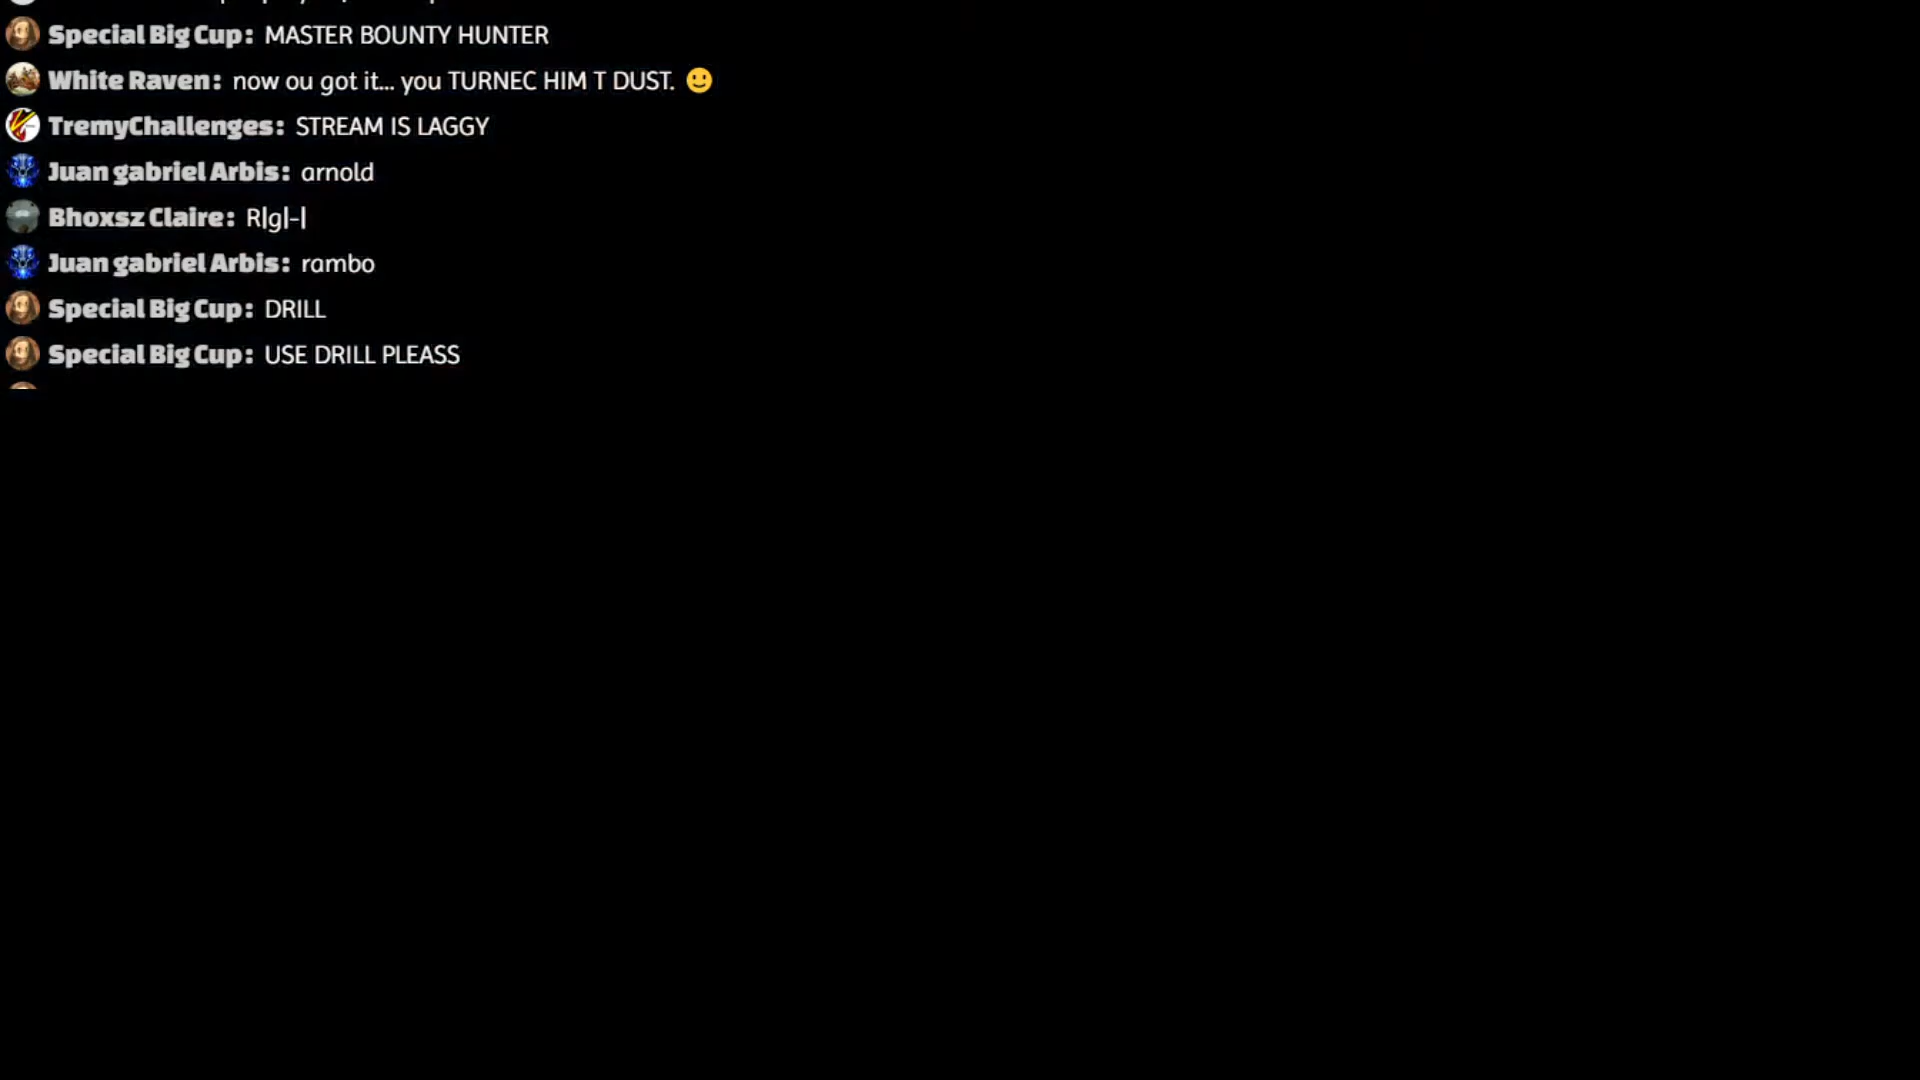 Special Big Cup: MASTER BOUNTY HUNTER
White Raven: now ou got it... you TURNEC HIM T DUST. 🙂
TremyChallenges: STREAM IS LAGGY
Juan gabriel Arbis: arnold
Bhoxsz Claire: R|g|-|
Juan gabriel Arbis: rambo
Special Big Cup: DRILL
Special Big Cup: USE DRILL PLEASS